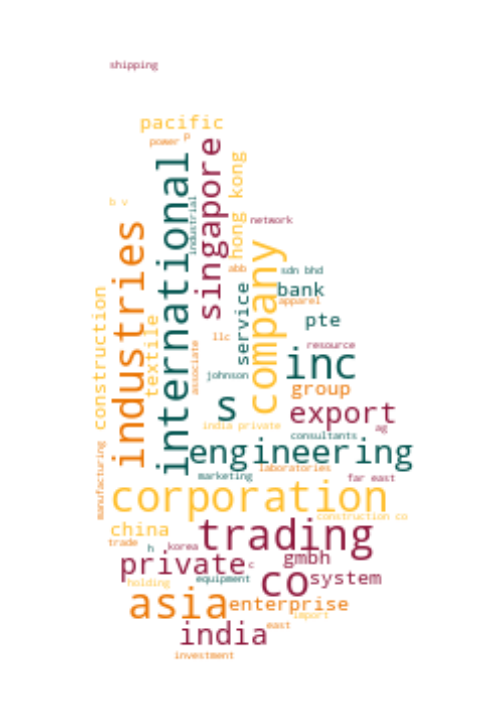 shipping
pacific
power
p
singapore
international
hong kong
industrial
b v
network
industries
company
abb
sdn bhd
service
bank
apparel
construction
textile
pte
llc
resource
associate
inc
johnson
group
s
export
india private
ag
consultants
engineering
manufacturing
laboratories
marketing
far east
corporation
construction co
trading
china
trade
h
korea
gmbh
private
c
co
system
equipment
holding
asia
enterprise
import
east
india
investment